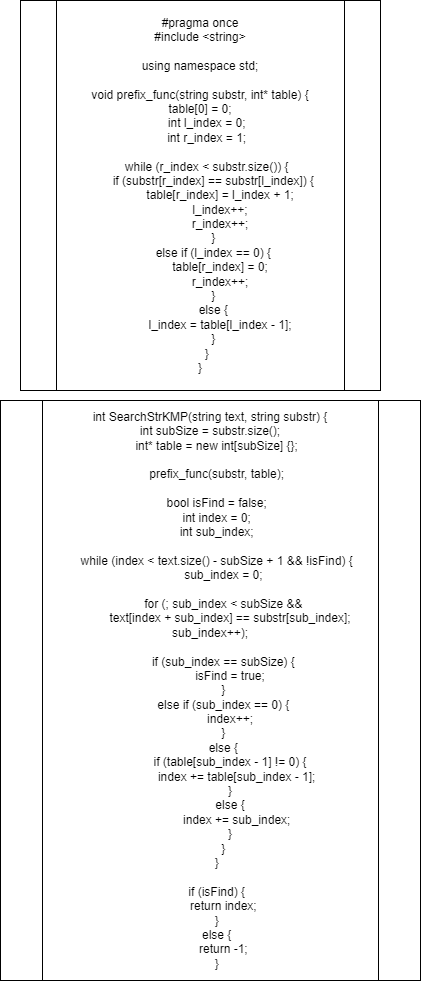 #pragma once
#include <string>
using namespace std;
void prefix_func(string substr, int* table) {
table[0] = 0;
int l_index = 0;
int r_index = 1;
while (r_index < substr.size()) {
if (substr[r_index] == substr[l_index]) {
table[r_index] = l_index + 1;
l_index++;
r_index++;
}
else if (l_index == 0) {
table[r_index] = 0;
r_index++;
}
else {
l_index = table[l_index - 1];
}
}
}
int SearchStrKMP(string text, string substr) {
int subSize = substr.size();
int* table = new int[subSize] {};
prefix_func(substr, table);
bool isFind = false;
int index = 0;
int sub_index;
while (index < text.size() - subSize + 1 && !isFind) {
sub_index = 0;
for (; sub_index < subSize &&
text[index + sub_index] == substr[sub_index];
sub_index++);
if (sub_index == subSize) {
isFind = true;
}
else if (sub_index == 0) {
index++;
}
else {
if (table[sub_index - 1] != 0) {
index += table[sub_index - 1];
}
else {
index += sub_index;
}
}
}
if (isFind) {
return index;
}
else {
return -1;
}